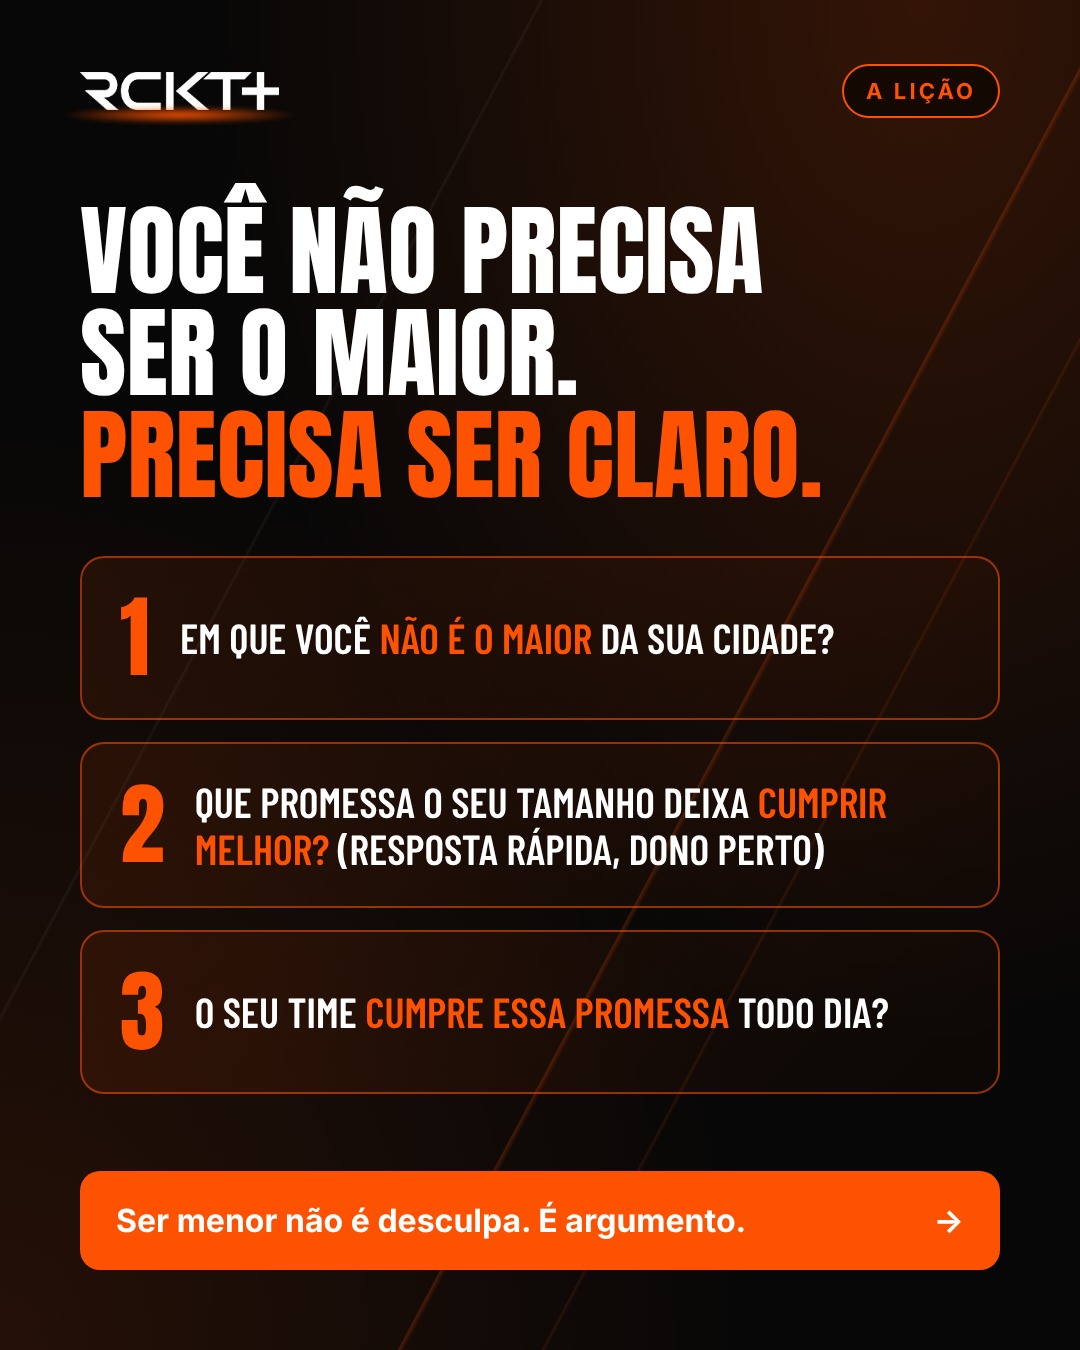 RCKT+
A LIÇÃO
VOCÊ NÃO PRECISA
SER O MAIOR.
PRECISA SER CLARO.
1 EM QUE VOCÊ NÃO É O MAIOR DA SUA CIDADE?
2 QUE PROMESSA O SEU TAMANHO DEIXA CUMPRIR
MELHOR? (RESPOSTA RÁPIDA, DONO PERTO)
3 O SEU TIME CUMPRE ESSA PROMESSA TODO DIA?
Ser menor não é desculpa. É argumento. →